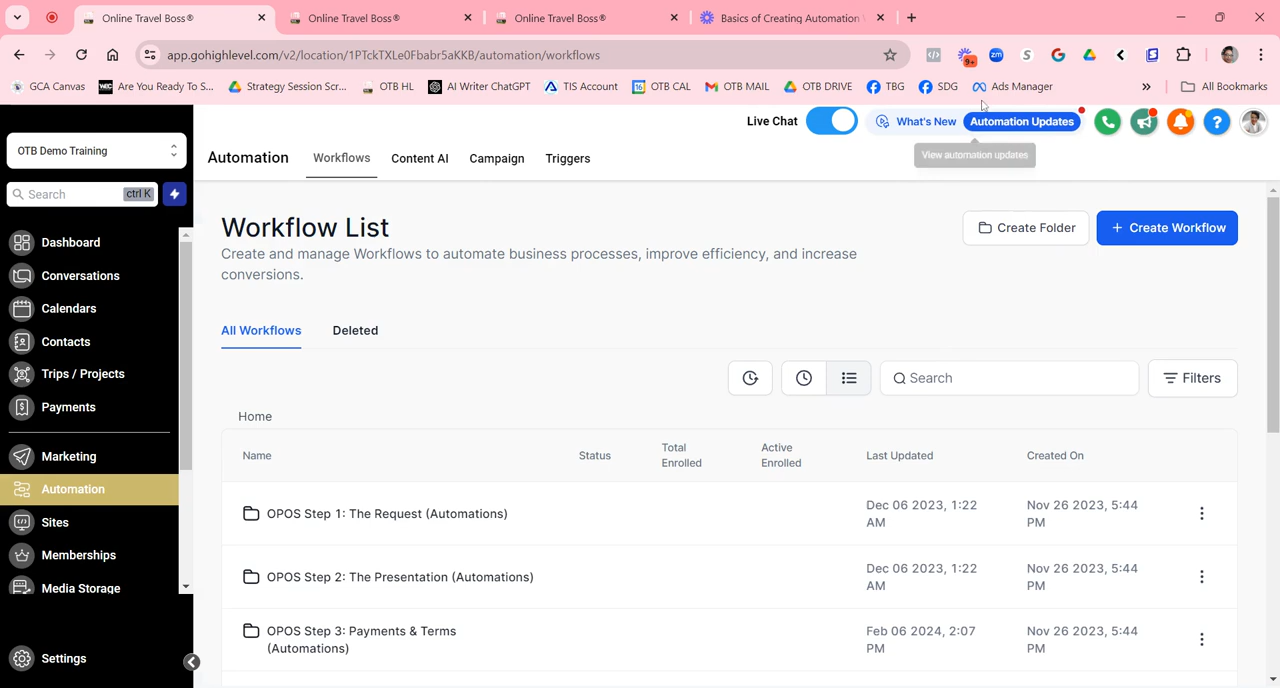 Online Travel Boss®
Online Travel Boss®
Online Travel Boss®
Basics of Creating Automation
app.gohighlevel.com/v2/location/1PTckTXLe0Fbabr5aKKB/automation/workflows
9+
zm
S
GCA Canvas
Are You Ready To S...
Strategy Session Scr...
OTB HL
AI Writer ChatGPT
TIS Account
16
OTB CAL
OTB MAIL
OTB DRIVE
TBG
SDG
Ads Manager
All Bookmarks
Live Chat
What's New
Automation Updates
View automation updates
OTB Demo Training
Search
ctrl K
Automation
Workflows
Content AI
Campaign
Triggers
Dashboard
Conversations
Calendars
Contacts
Trips / Projects
Payments
Marketing
Automation
Sites
Memberships
Media Storage
Settings
Workflow List
Create and manage Workflows to automate business processes, improve efficiency, and increase
conversions.
Create Folder
+ Create Workflow
All Workflows
Deleted
Search
Filters
Home
Name
Status
Total
Enrolled
Active
Enrolled
Last Updated
Created On
OPOS Step 1: The Request (Automations)
Dec 06 2023, 1:22
AM
Nov 26 2023, 5:44
PM
OPOS Step 2: The Presentation (Automations)
Dec 06 2023, 1:22
AM
Nov 26 2023, 5:44
PM
OPOS Step 3: Payments & Terms
(Automations)
Feb 06 2024, 2:07
PM
Nov 26 2023, 5:44
PM